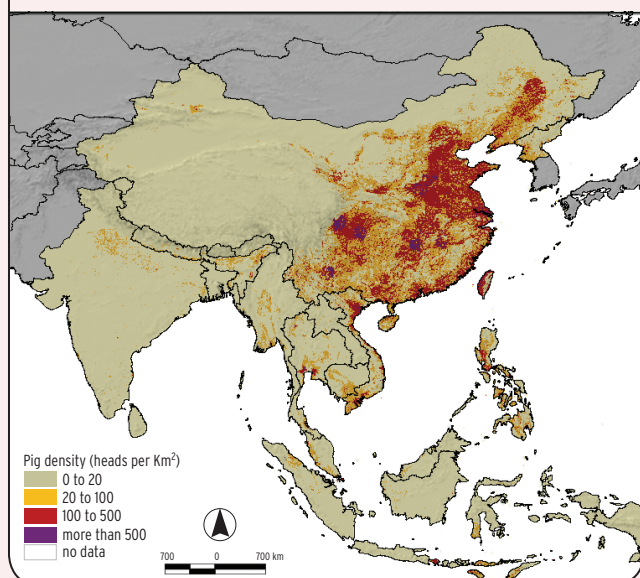 Pig density (heads per Km²)
0 to 20
20 to 100
100 to 500
more than 500
no data
700 0 700 km